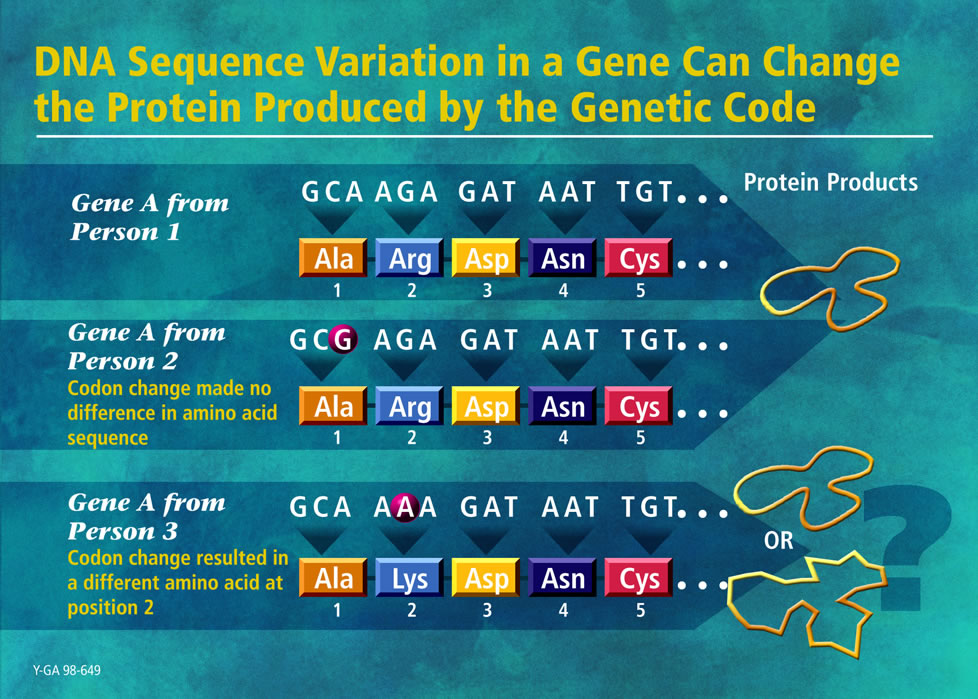 DNA Sequence Variation in a Gene Can Change
the Protein Produced by the Genetic Code
Gene A from
Person 1
GCA AGA GAT AAT TGT...
Protein Products
Ala Arg Asp Asn Cys ...
1 2 3 4 5
Gene A from
Person 2
Codon change made no
difference in amino acid
sequence
GCG AGA GAT AAT TGT...
Ala Arg Asp Asn Cys ...
1 2 3 4 5
Gene A from
Person 3
Codon change resulted in
a different amino acid at
position 2
GCA AAA GAT AAT TGT...
Ala Lys Asp Asn Cys ...
1 2 3 4 5
OR
?
Y-GA 98-649